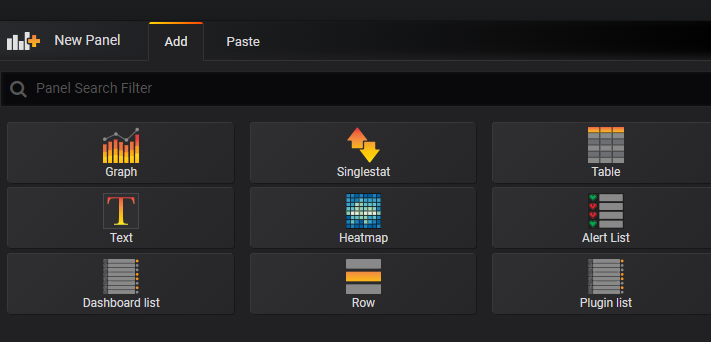 New Panel Add Paste
Panel Search Filter
Graph Singlestat Table
Text Heatmap Alert List
Dashboard list Row Plugin list